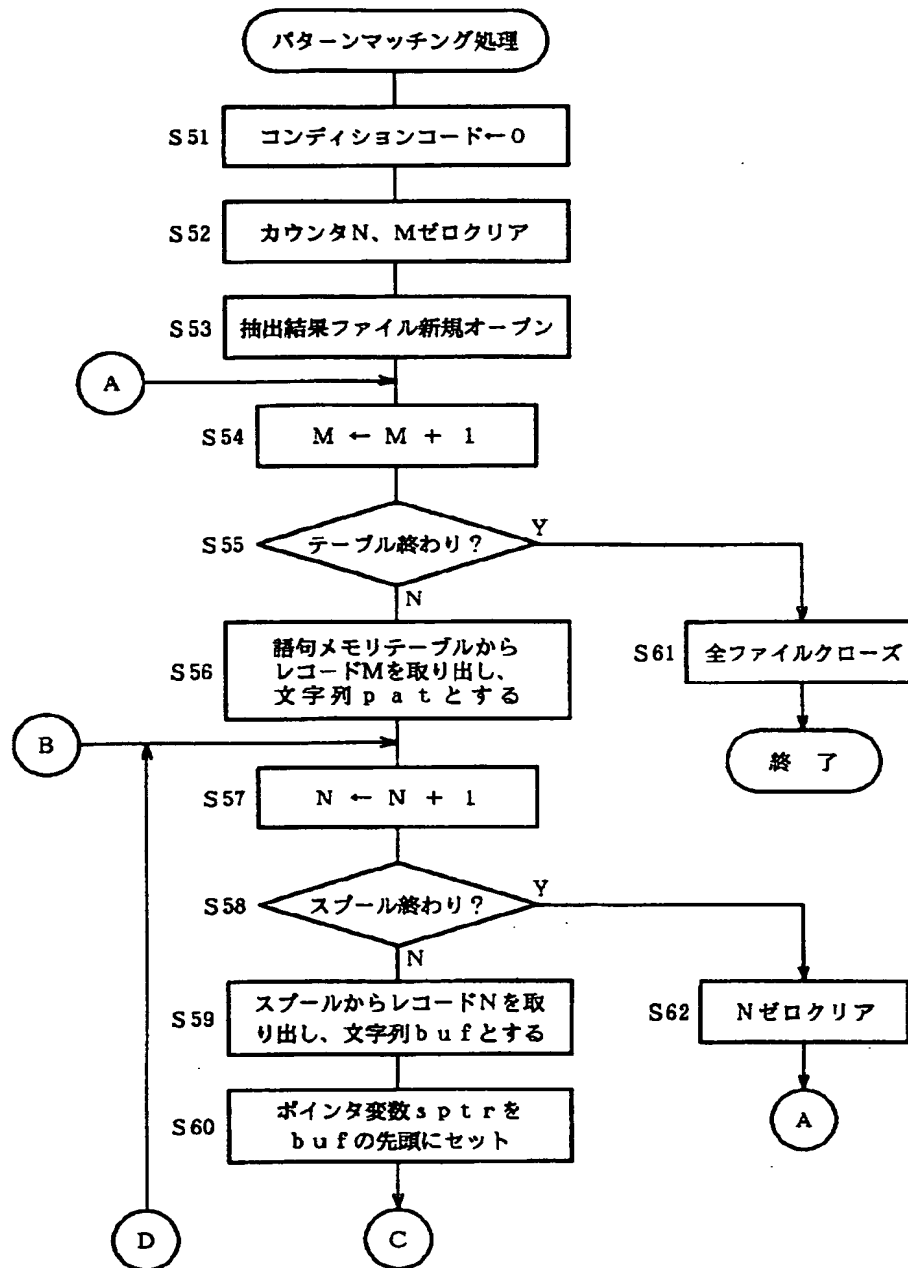 パターンマッチング処理
S51 コンディションコード←0
S52 カウンタN、Mゼロクリア
S53 抽出結果ファイル新規オープン
A
S54 M ← M + 1
S55 テーブル終わり?
Y
N
語句メモリテーブルから
S56 レコードMを取り出し、
文字列patとする
S61 全ファイルクローズ
終 了
B
S57 N ← N + 1
S58 スプール終わり?
Y
N
S59 スプールからレコードNを取
り出し、文字列bufとする
S62 Nゼロクリア
S60 ポインタ変数sptrを
bufの先頭にセット
A
D
C